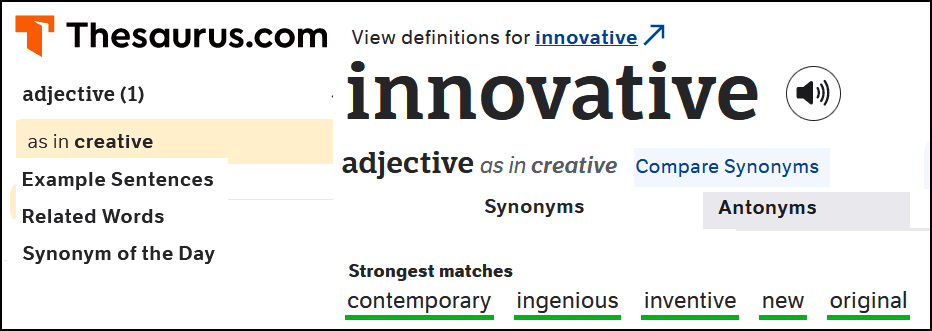 Thesaurus.com
adjective (1)
as in creative
Example Sentences
Related Words
Synonym of the Day
View definitions for innovative
innovative
adjective as in creative Compare Synonyms
Synonyms Antonyms
Strongest matches
contemporary ingenious inventive new original